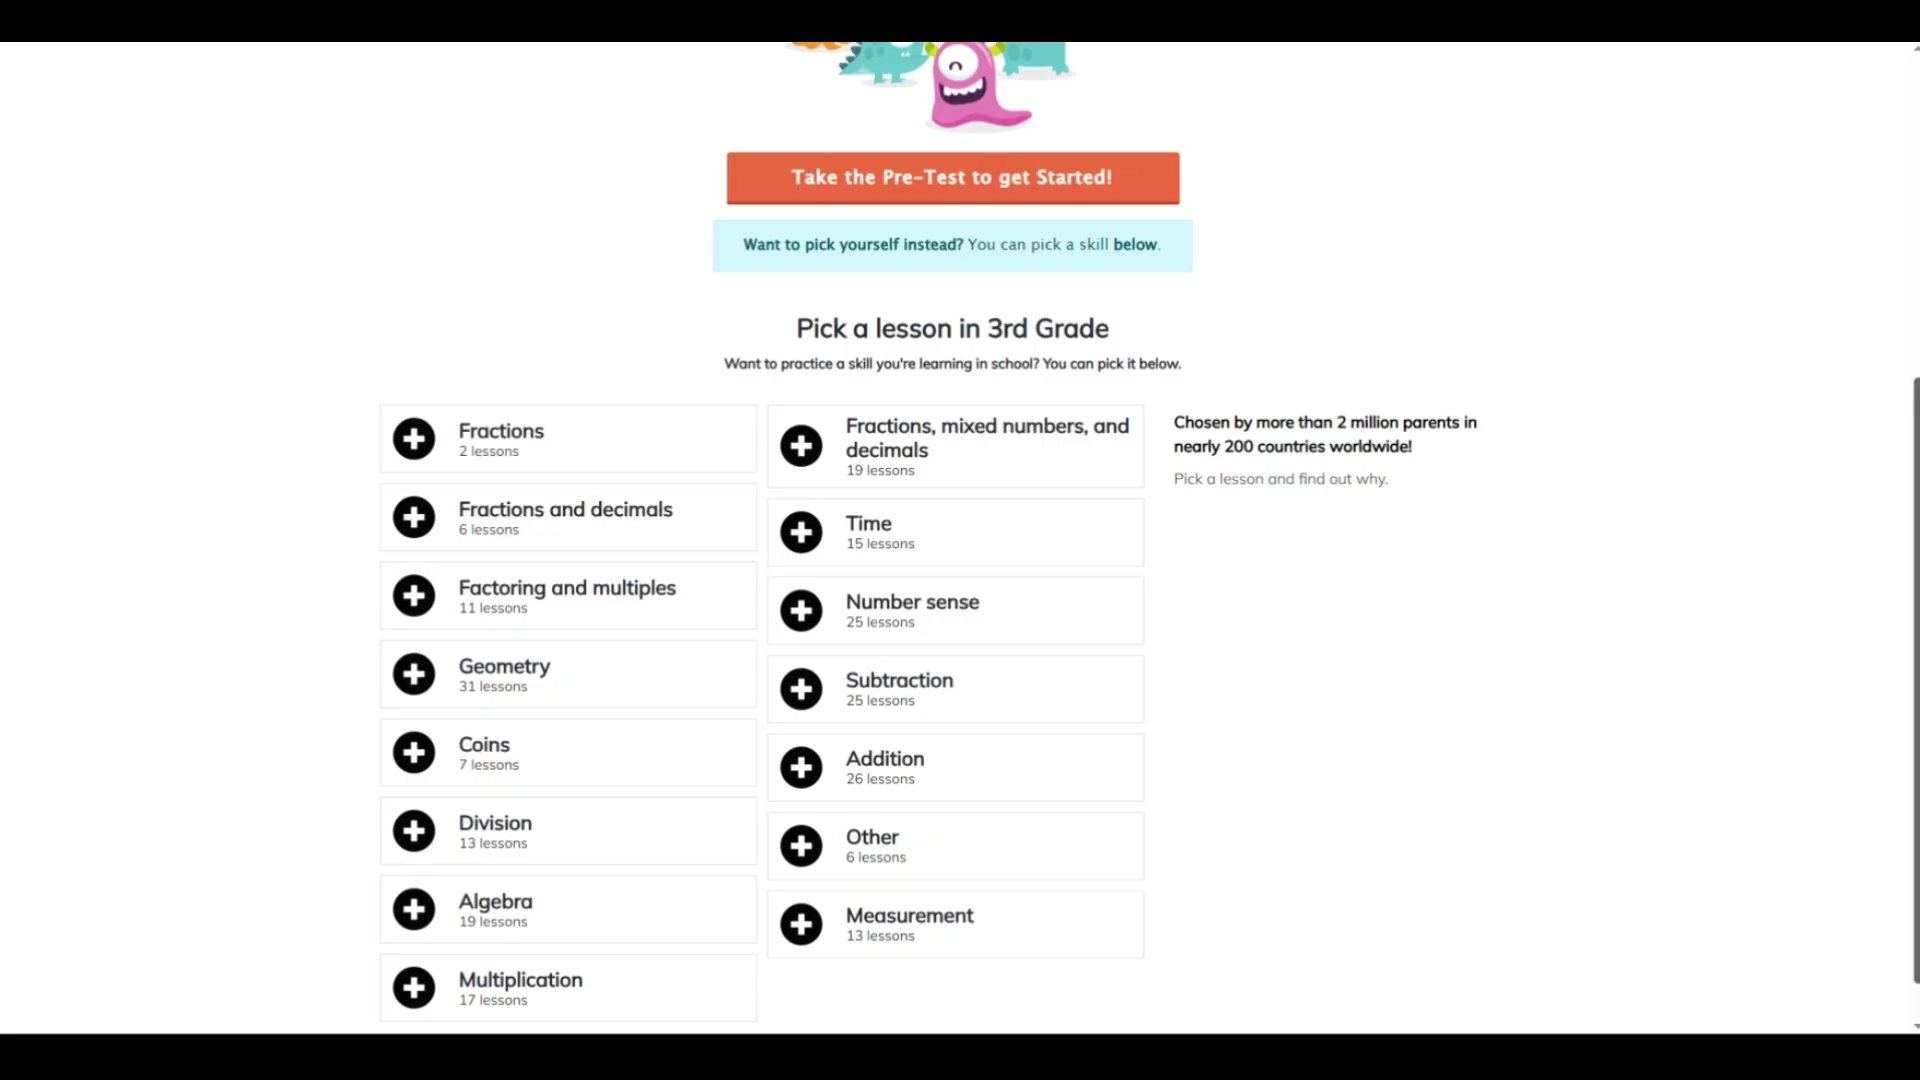 Take the Pre-Test to get Started!
Want to pick yourself instead? You can pick a skill below.
Pick a lesson in 3rd Grade
Want to practice a skill you're learning in school? You can pick it below.
Fractions
2 lessons
Fractions and decimals
6 lessons
Factoring and multiples
11 lessons
Geometry
31 lessons
Coins
7 lessons
Division
13 lessons
Algebra
19 lessons
Multiplication
17 lessons
Fractions, mixed numbers, and
decimals
19 lessons
Time
15 lessons
Number sense
25 lessons
Subtraction
25 lessons
Addition
26 lessons
Other
6 lessons
Measurement
13 lessons
Chosen by more than 2 million parents in
nearly 200 countries worldwide!
Pick a lesson and find out why.